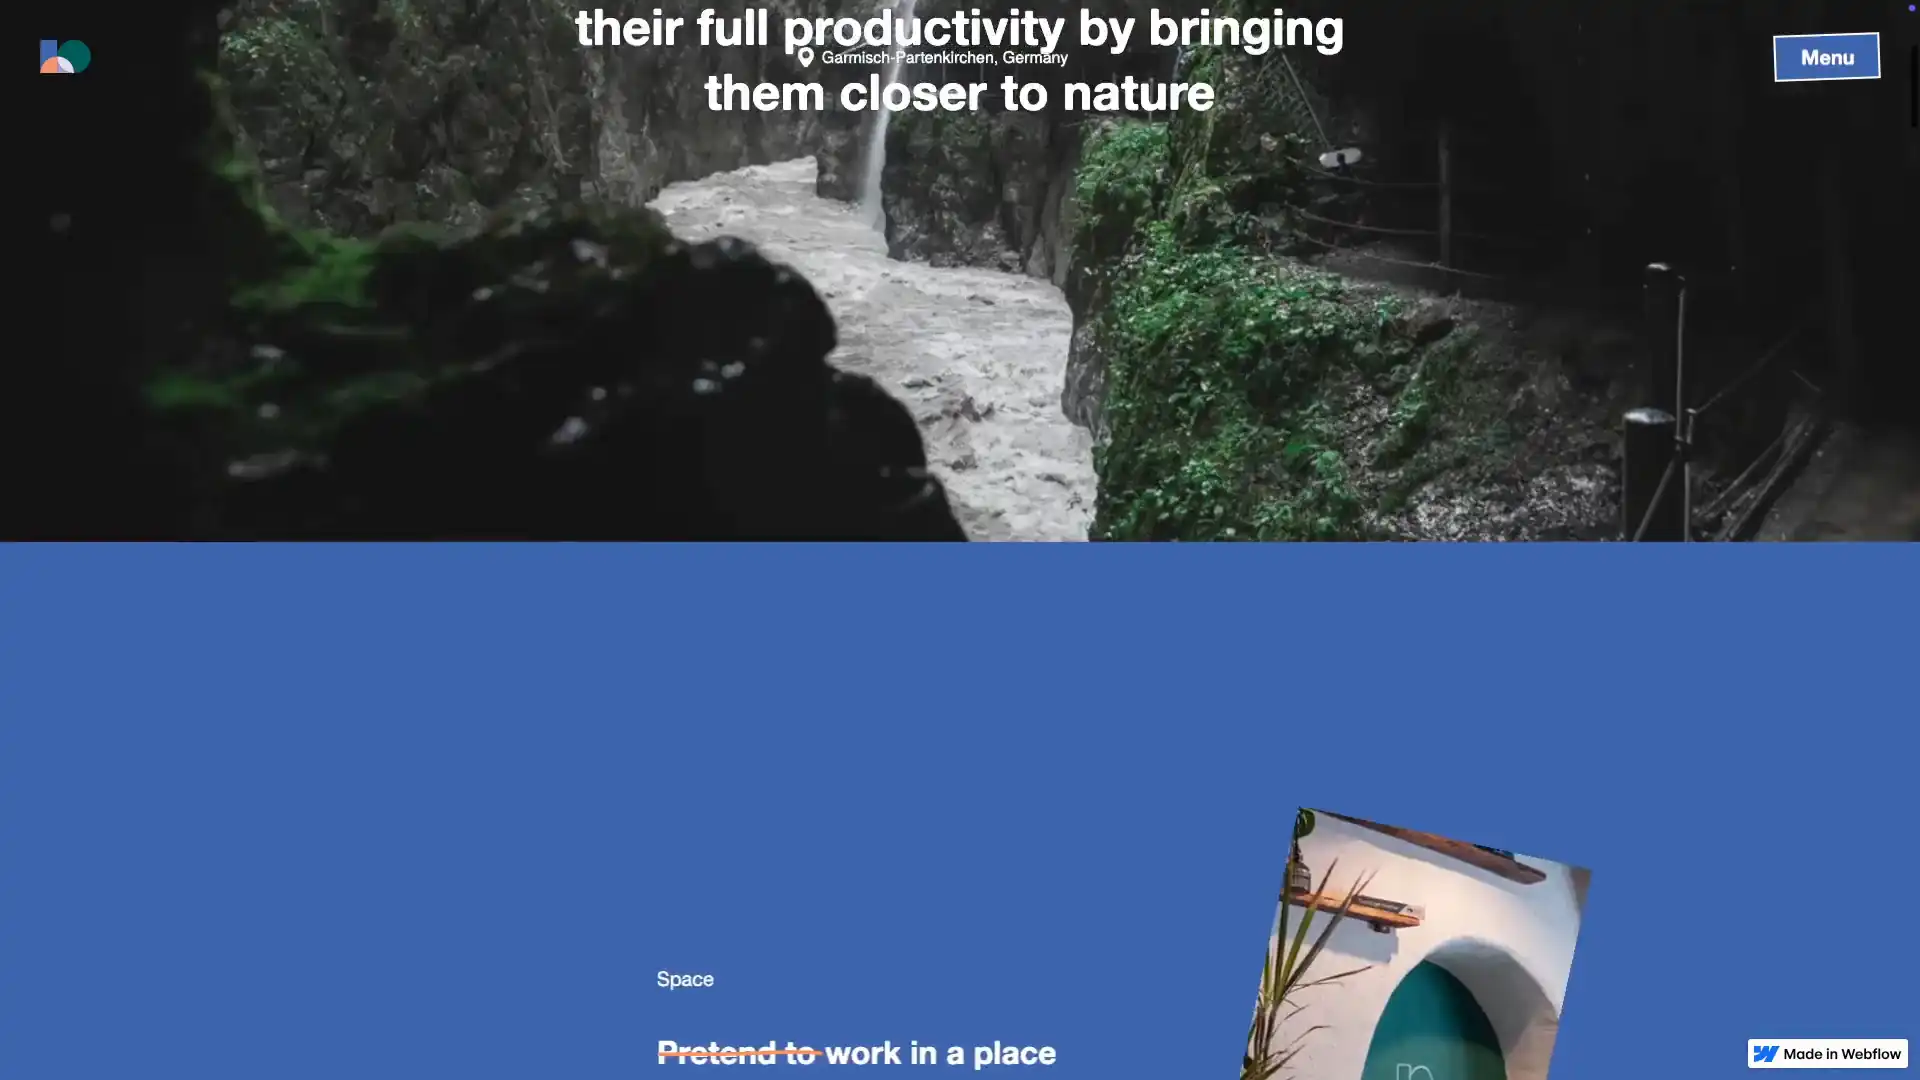 their full productivity by bringing
Garmisch-Partenkirchen, Germany
Menu
them closer to nature
Space
Pretend to work in a place
n
Made in Webflow